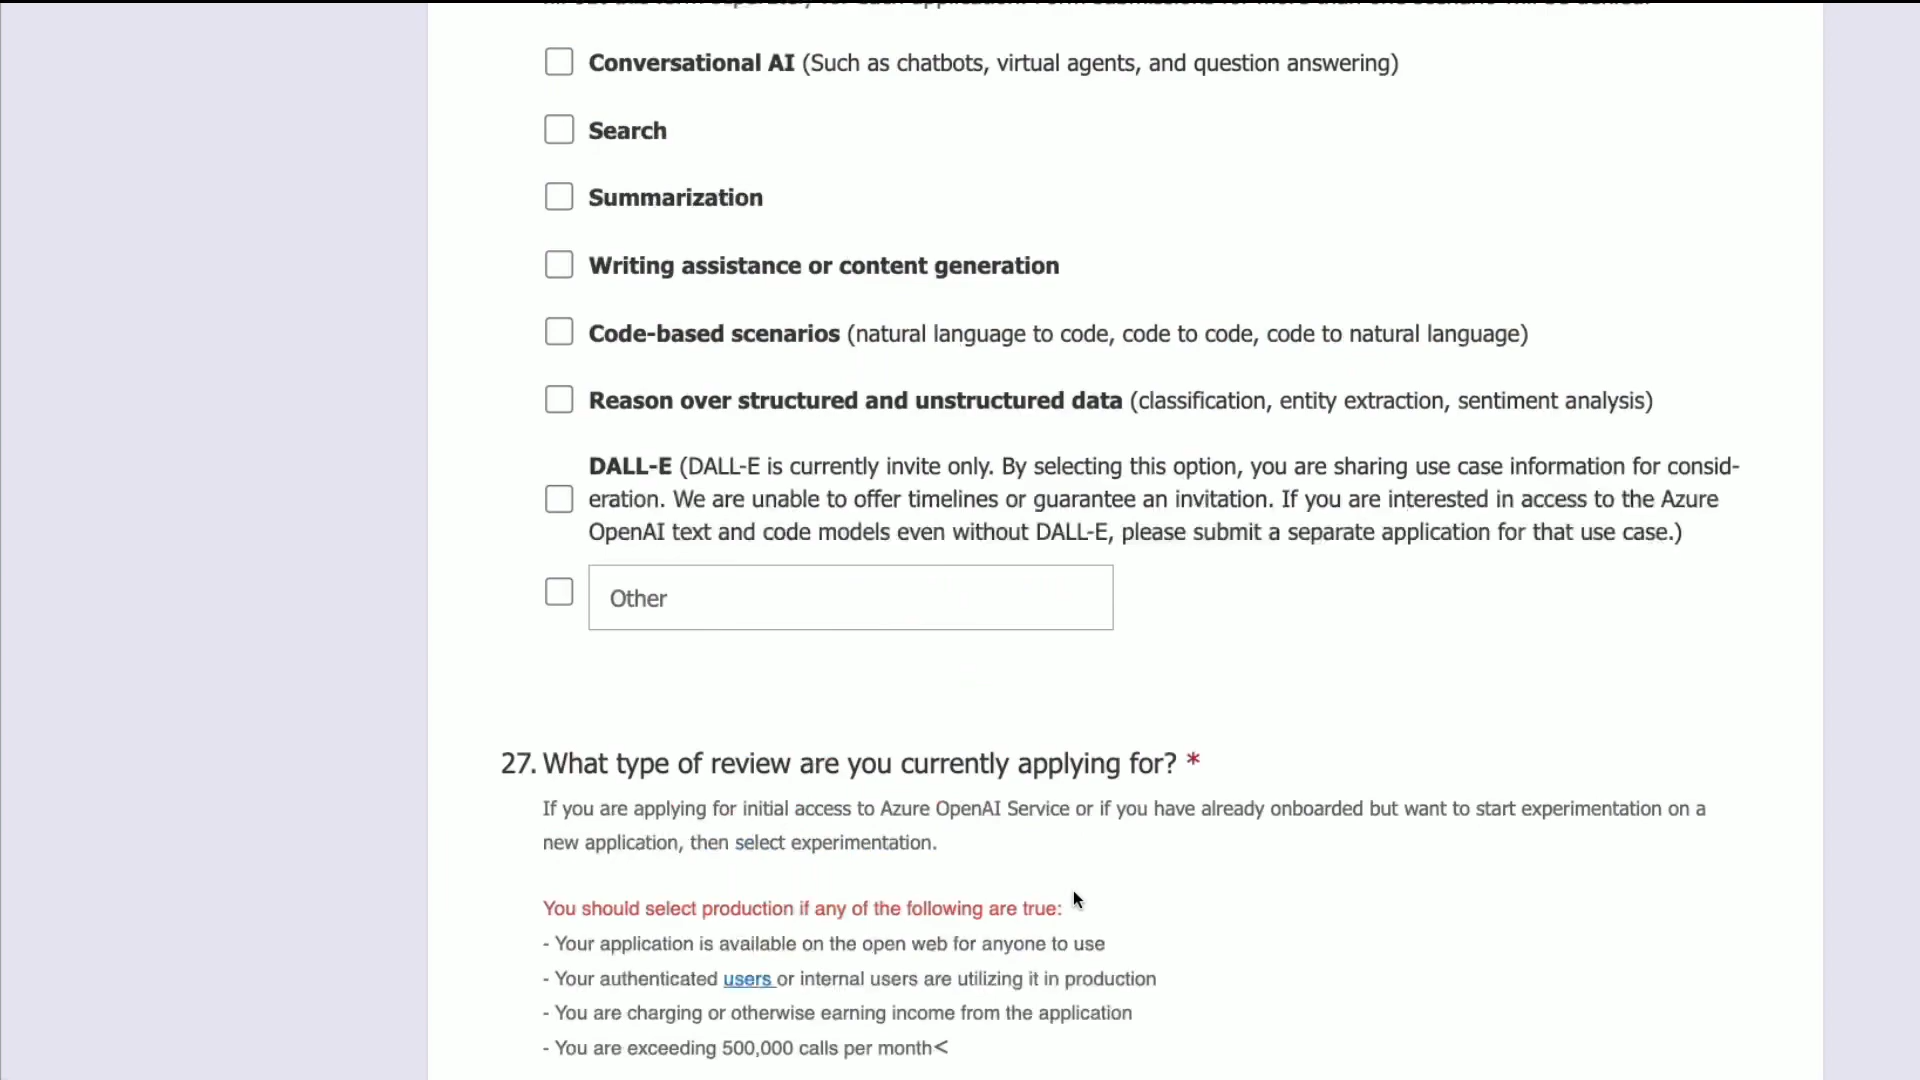 Conversational AI (Such as chatbots, virtual agents, and question answering)
Search
Summarization
Writing assistance or content generation
Code-based scenarios (natural language to code, code to code, code to natural language)
Reason over structured and unstructured data (classification, entity extraction, sentiment analysis)
DALL-E (DALL-E is currently invite only. By selecting this option, you are sharing use case information for consid-
eration. We are unable to offer timelines or guarantee an invitation. If you are interested in access to the Azure
OpenAI text and code models even without DALL-E, please submit a separate application for that use case.)
Other
27. What type of review are you currently applying for? *
If you are applying for initial access to Azure OpenAI Service or if you have already onboarded but want to start experimentation on a
new application, then select experimentation.
You should select production if any of the following are true:
- Your application is available on the open web for anyone to use
- Your authenticated users or internal users are utilizing it in production
- You are charging or otherwise earning income from the application
- You are exceeding 500,000 calls per month<